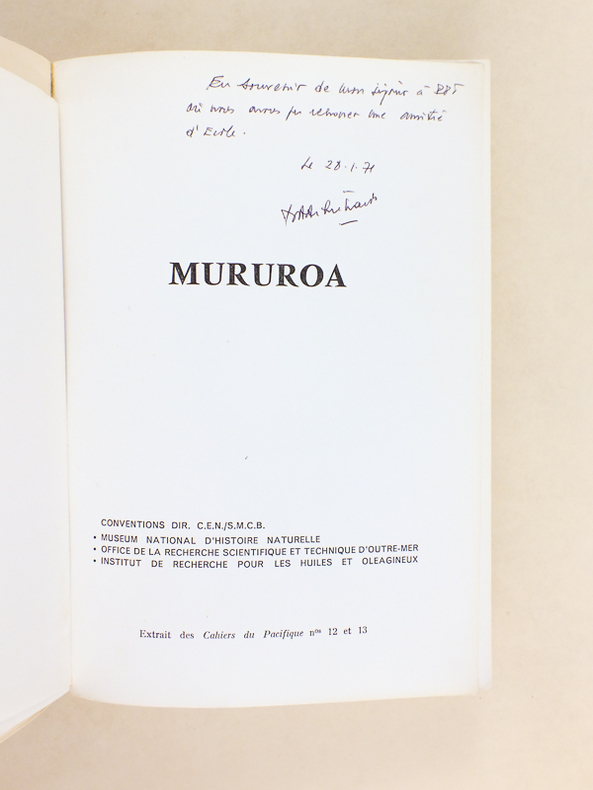 En souvenir de mon séjour à
où nous avons pu retrouver une amitié
d'Ecole.
Le 28.1.71
MURUROA
CONVENTIONS DIR. C.E.N./S.M.C.B.
• MUSEUM NATIONAL D'HISTOIRE NATURELLE
• OFFICE DE LA RECHERCHE SCIENTIFIQUE ET TECHNIQUE D'OUTRE-MER
• INSTITUT DE RECHERCHE POUR LES HUILES ET OLEAGINEUX
Extrait des Cahiers du Pacifique nos 12 et 13